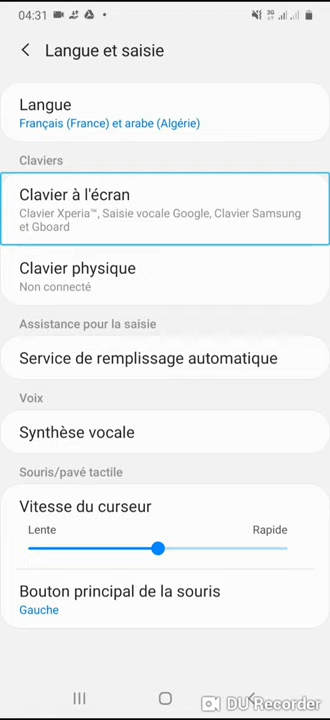 04:31
3G
Langue et saisie
Langue
Français (France) et arabe (Algérie)
Claviers
Clavier à l'écran
Clavier Xperia™, Saisie vocale Google, Clavier Samsung
et Gboard
Clavier physique
Non connecté
Assistance pour la saisie
Service de remplissage automatique
Voix
Synthèse vocale
Souris/pavé tactile
Vitesse du curseur
Lente
Rapide
Bouton principal de la souris
Gauche
DU Recorder